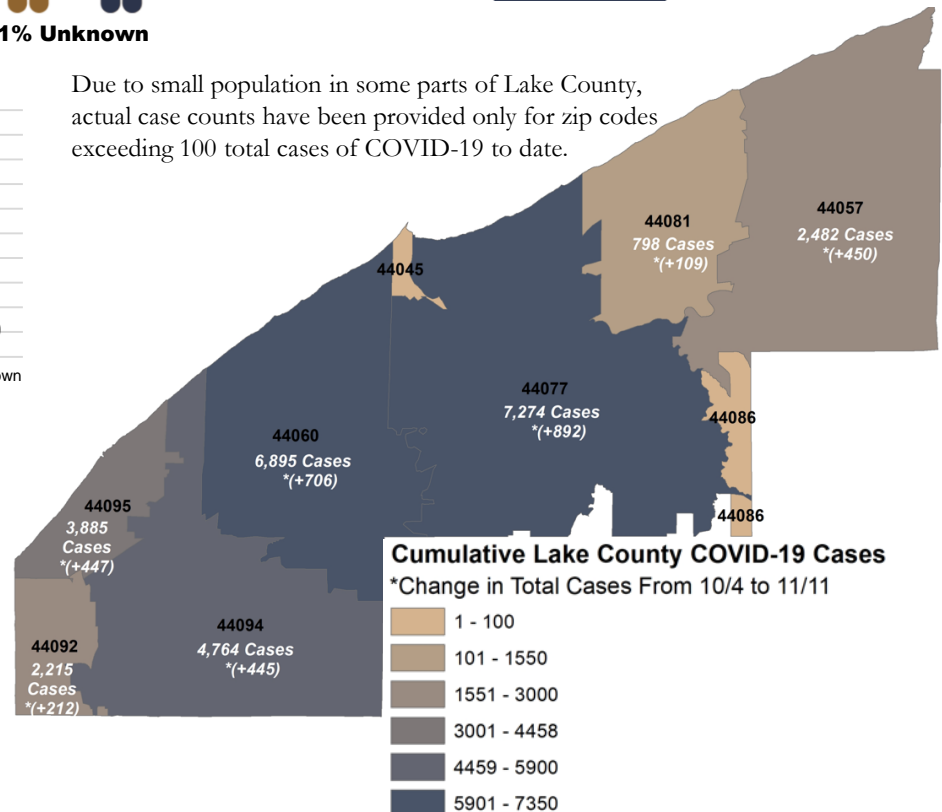 1% Unknown
Due to small population in some parts of Lake County,
actual case counts have been provided only for zip codes
exceeding 100 total cases of COVID-19 to date.
44057
2,482 Cases
*(+450)
44081
798 Cases
*(+109)
44045
44077
7,274 Cases
*(+892)
44086
44086
44060
6,895 Cases
*(+706)
44095
3,885
Cases
*(+447)
44094
4,764 Cases
*(+445)
44092
2,215
Cases
*(+212)
Cumulative Lake County COVID-19 Cases
*Change in Total Cases From 10/4 to 11/11
1 - 100
101 - 1550
1551 - 3000
3001 - 4458
4459 - 5900
5901 - 7350